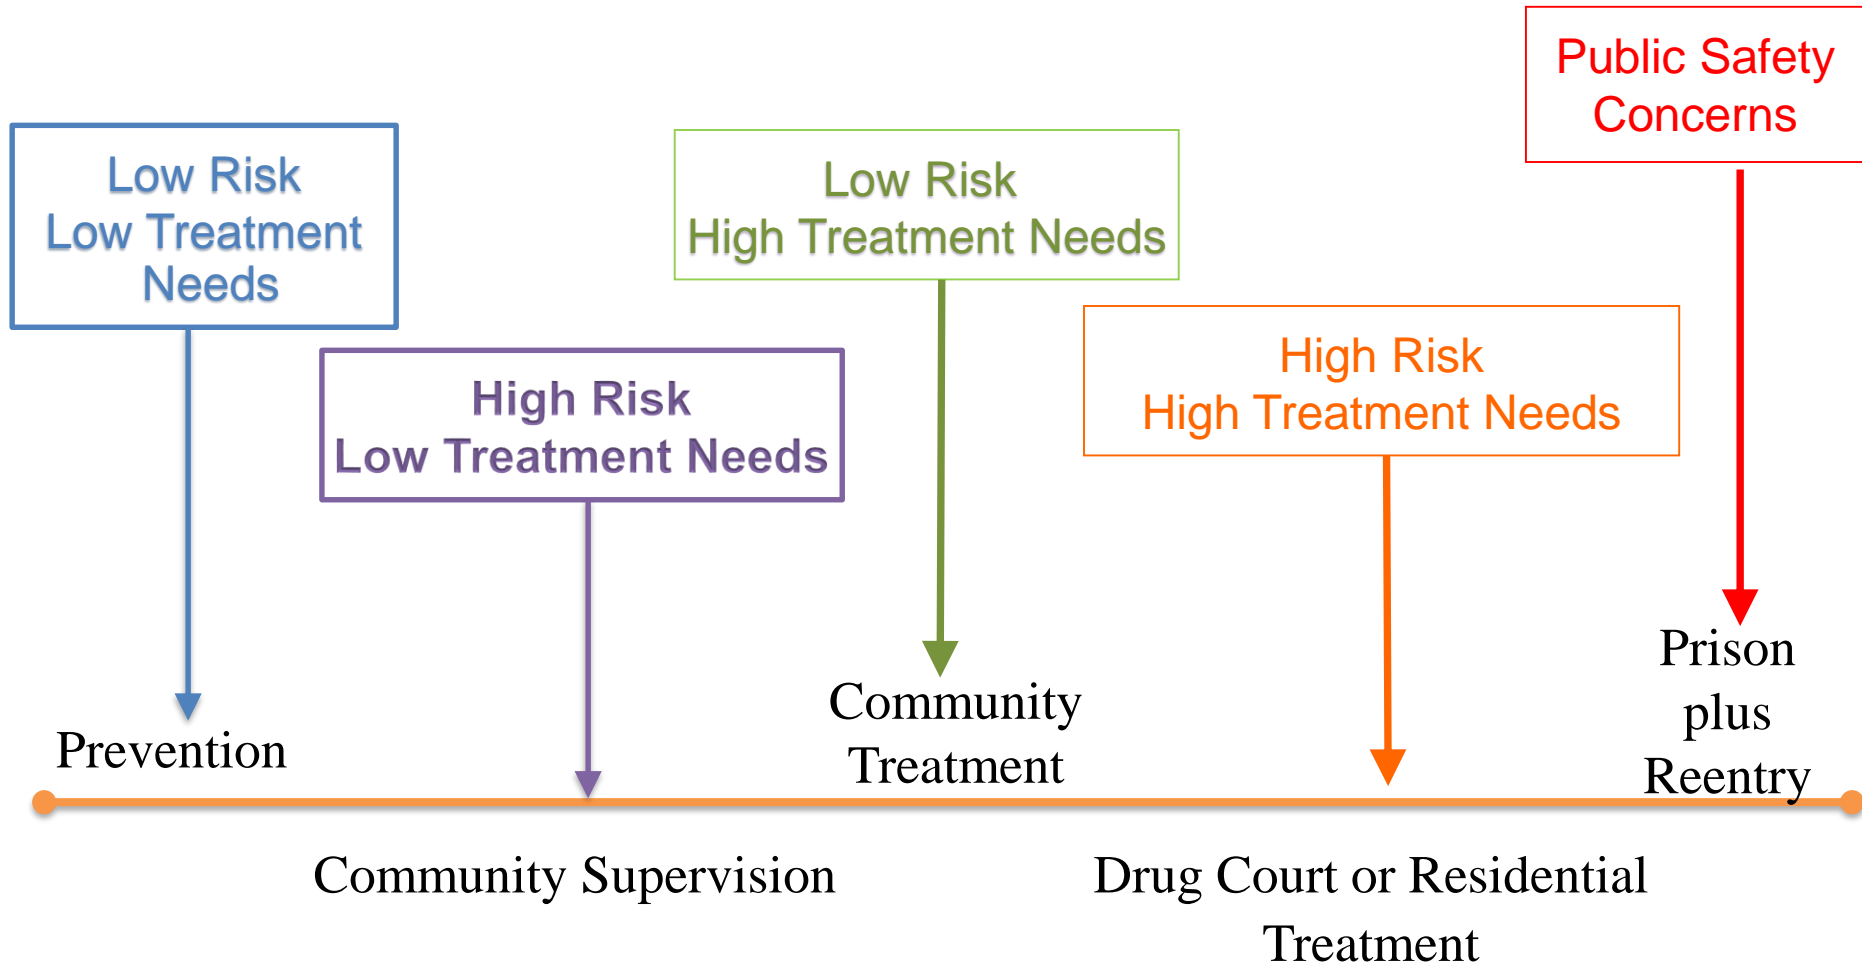 Public Safety
Concerns
Low Risk
Low Treatment
Needs
Low Risk
High Treatment Needs
High Risk
Low Treatment Needs
High Risk
High Treatment Needs
Prevention
Community
Treatment
Prison
plus
Reentry
Community Supervision
Drug Court or Residential
Treatment